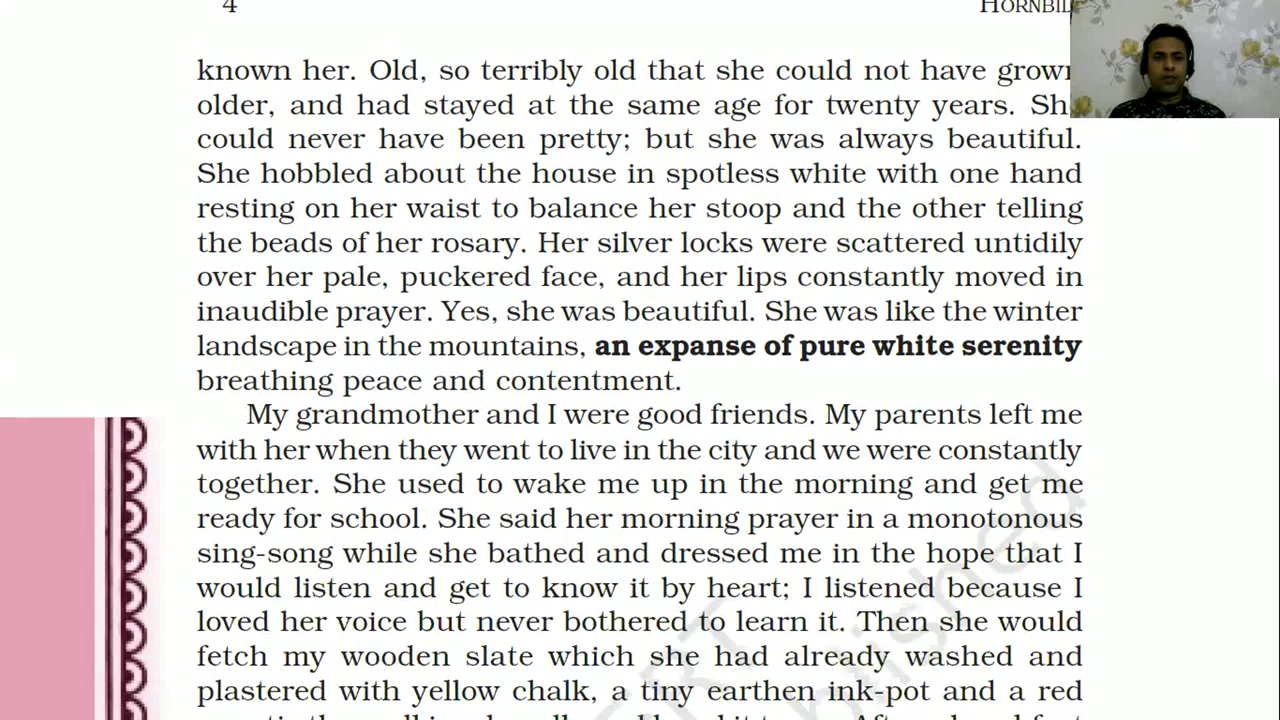 4 HORNBIL
known her. Old, so terribly old that she could not have grown
older, and had stayed at the same age for twenty years. Sh
could never have been pretty; but she was always beautiful.
She hobbled about the house in spotless white with one hand
resting on her waist to balance her stoop and the other telling
the beads of her rosary. Her silver locks were scattered untidily
over her pale, puckered face, and her lips constantly moved in
inaudible prayer. Yes, she was beautiful. She was like the winter
landscape in the mountains, an expanse of pure white serenity
breathing peace and contentment.
My grandmother and I were good friends. My parents left me
with her when they went to live in the city and we were constantly
together. She used to wake me up in the morning and get me
ready for school. She said her morning prayer in a monotonous
sing-song while she bathed and dressed me in the hope that I
would listen and get to know it by heart; I listened because I
loved her voice but never bothered to learn it. Then she would
fetch my wooden slate which she had already washed and
plastered with yellow chalk, a tiny earthen ink-pot and a red